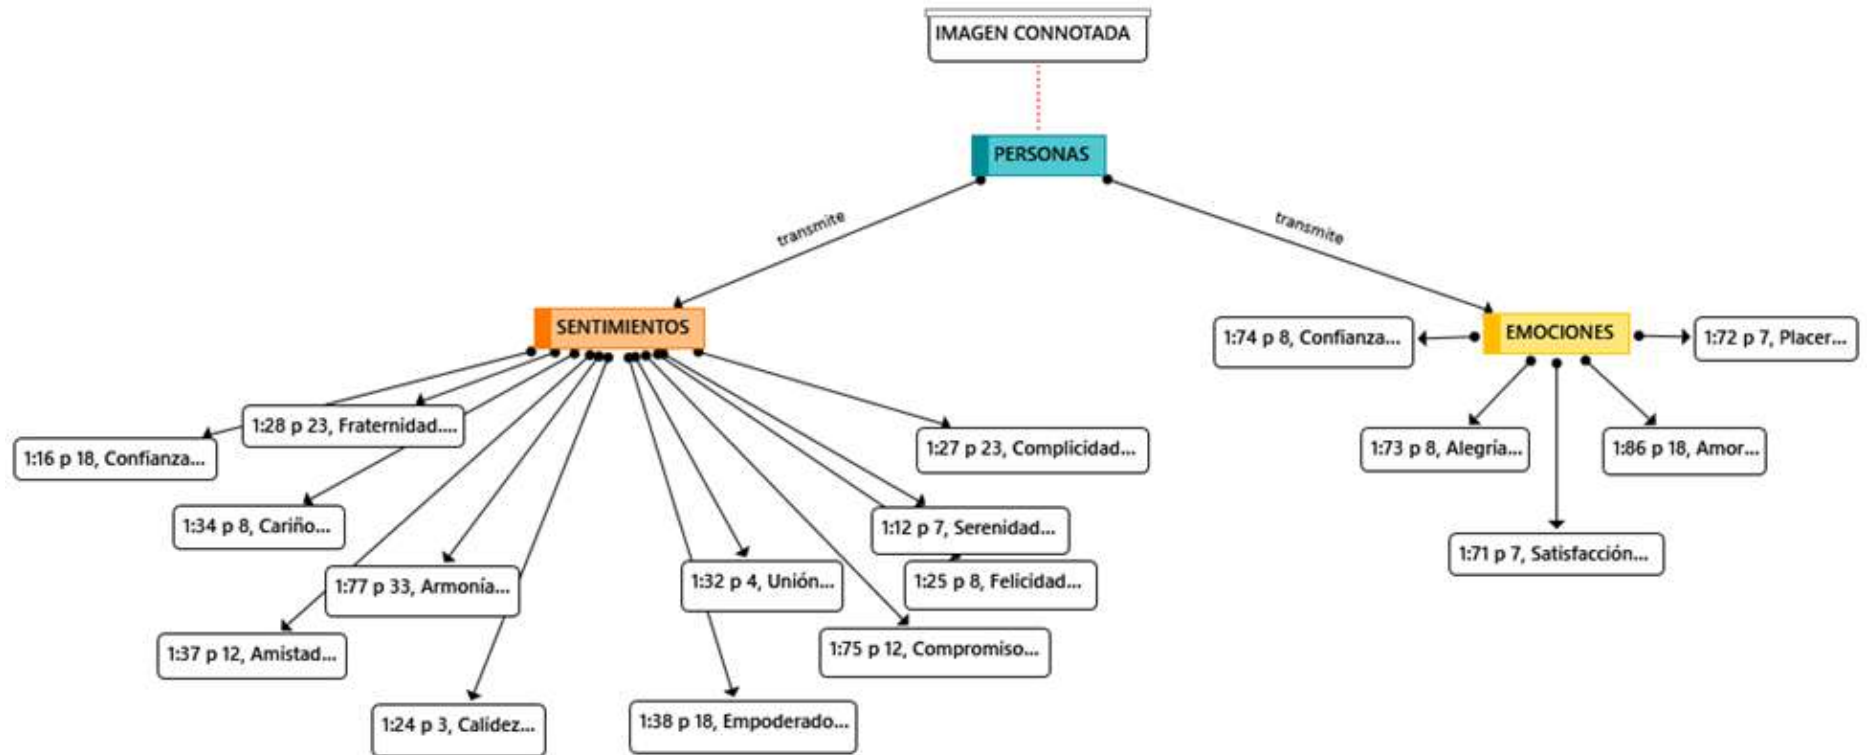 IMAGEN CONNOTADA
PERSONAS
transmite
transmite
SENTIMIENTOS
EMOCIONES
1:74 p 8, Confianza...
1:72 p 7, Placer...
1:28 p 23, Fraternidad....
1:16 p 18, Confianza...
1:27 p 23, Complicidad...
1:73 p 8, Alegría...
1:86 p 18, Amor...
1:34 p 8, Cariño...
1:12 p 7, Serenidad...
1:71 p 7, Satisfacción...
1:77 p 33, Armonía...
1:32 p 4, Unión...
1:25 p 8, Felicidad...
1:37 p 12, Amistad...
1:75 p 12, Compromiso...
1:24 p 3, Calidez...
1:38 p 18, Empoderado...